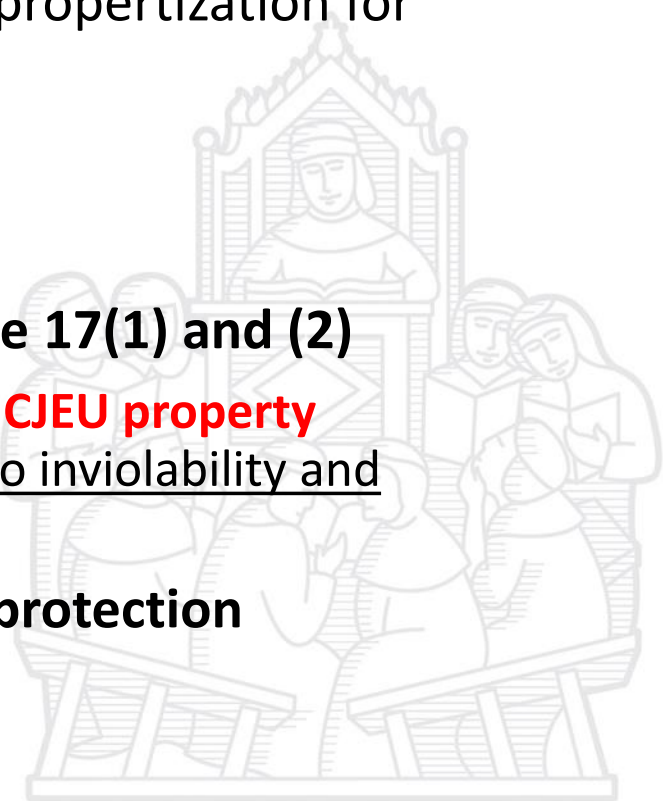 propertization for
e 17(1) and (2)
CJEU property
o inviolability and
protection